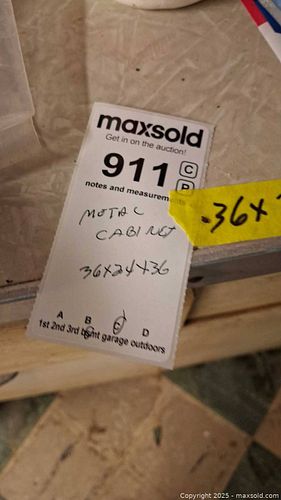 maxsold
Get in on the auction!
911 C
P
notes and measurem
METAL
CABINET
36X24X36
.36X
A B C D
1st 2nd 3rd bsmt garage outdoors
Copyright 2025 - maxsold.com